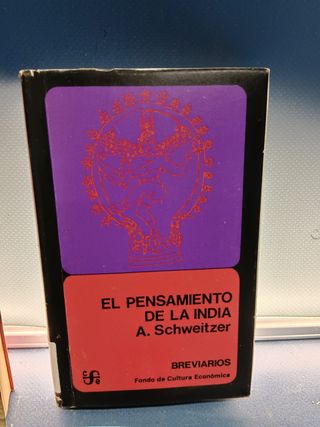 EL PENSAMIENTO
DE LA INDIA
A. Schweitzer
BREVIARIOS
Fondo de Cultura Económica